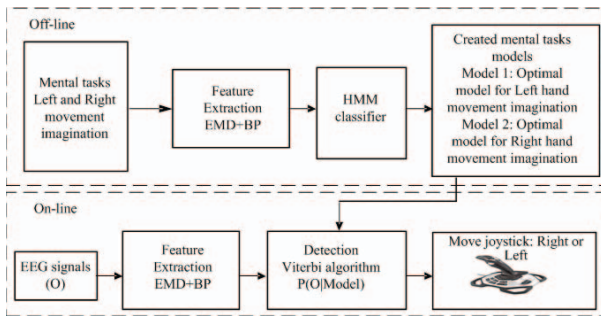 Off-line
Mental tasks
Left and Right
movement
imagination
Feature
Extraction
EMD+BP
HMM
classifier
Created mental tasks
models
Model 1: Optimal
model for Left hand
movement imagination
Model 2: Optimal
model for Right hand
movement imagination
On-line
EEG signals
(O)
Feature
Extraction
EMD+BP
Detection
Viterbi algorithm
P(O|Model)
Move joystick: Right or
Left